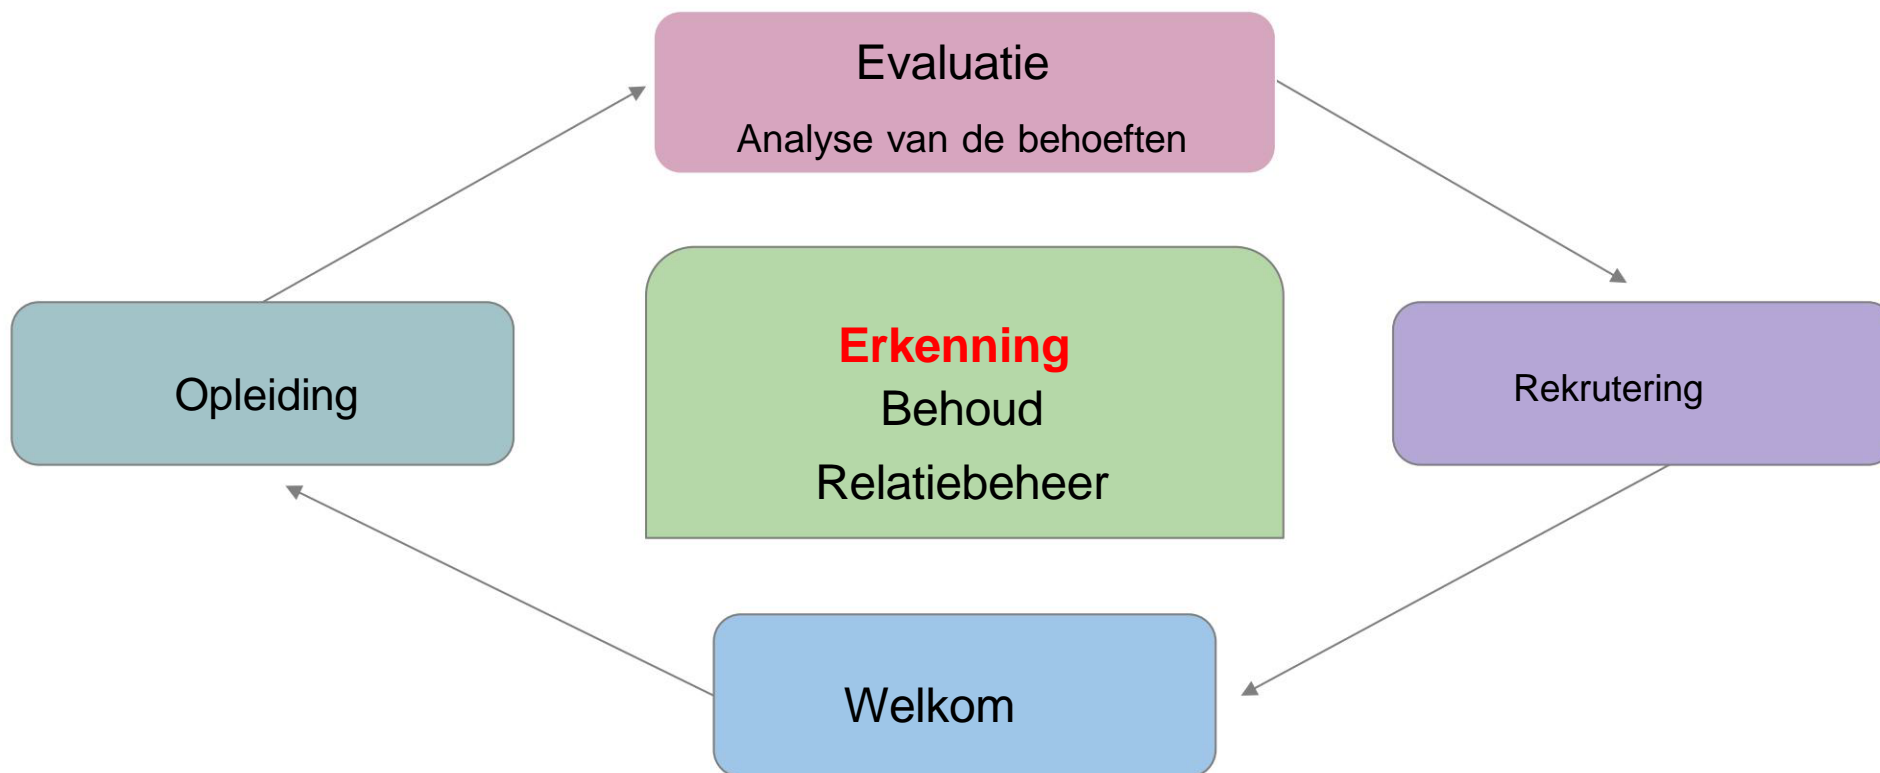 Evaluatie
Analyse van de behoeften
Erkenning
Behoud
Relatiebeheer
Opleiding
Rekrutering
Welkom